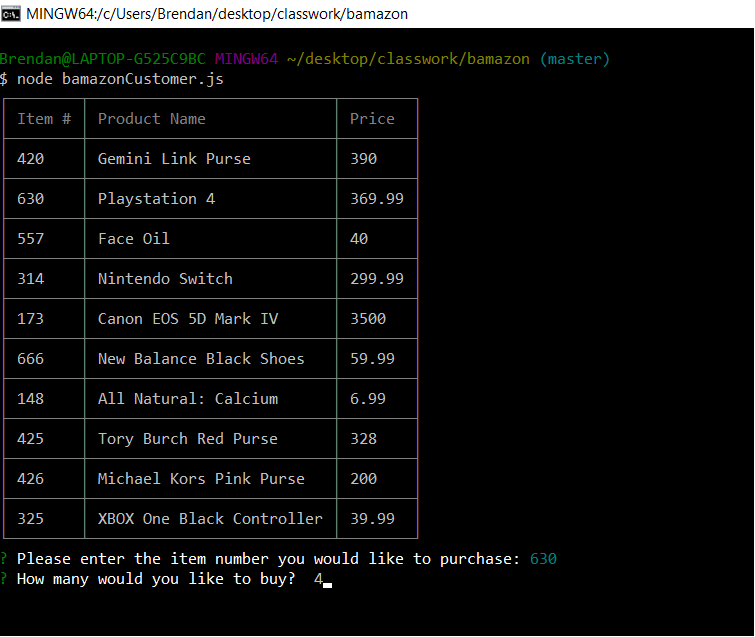 MINGW64:/c/Users/Brendan/desktop/classwork/bamazon
Brendan@LAPTOP-G525C9BC MINGW64 ~/desktop/classwork/bamazon (master)
$ node bamazonCustomer.js
Item # Product Name Price
420 Gemini Link Purse 390
630 Playstation 4 369.99
557 Face Oil 40
314 Nintendo Switch 299.99
173 Canon EOS 5D Mark IV 3500
666 New Balance Black Shoes 59.99
148 All Natural: Calcium 6.99
425 Tory Burch Red Purse 328
426 Michael Kors Pink Purse 200
325 XBOX One Black Controller 39.99
? Please enter the item number you would like to purchase: 630
? How many would you like to buy? 4